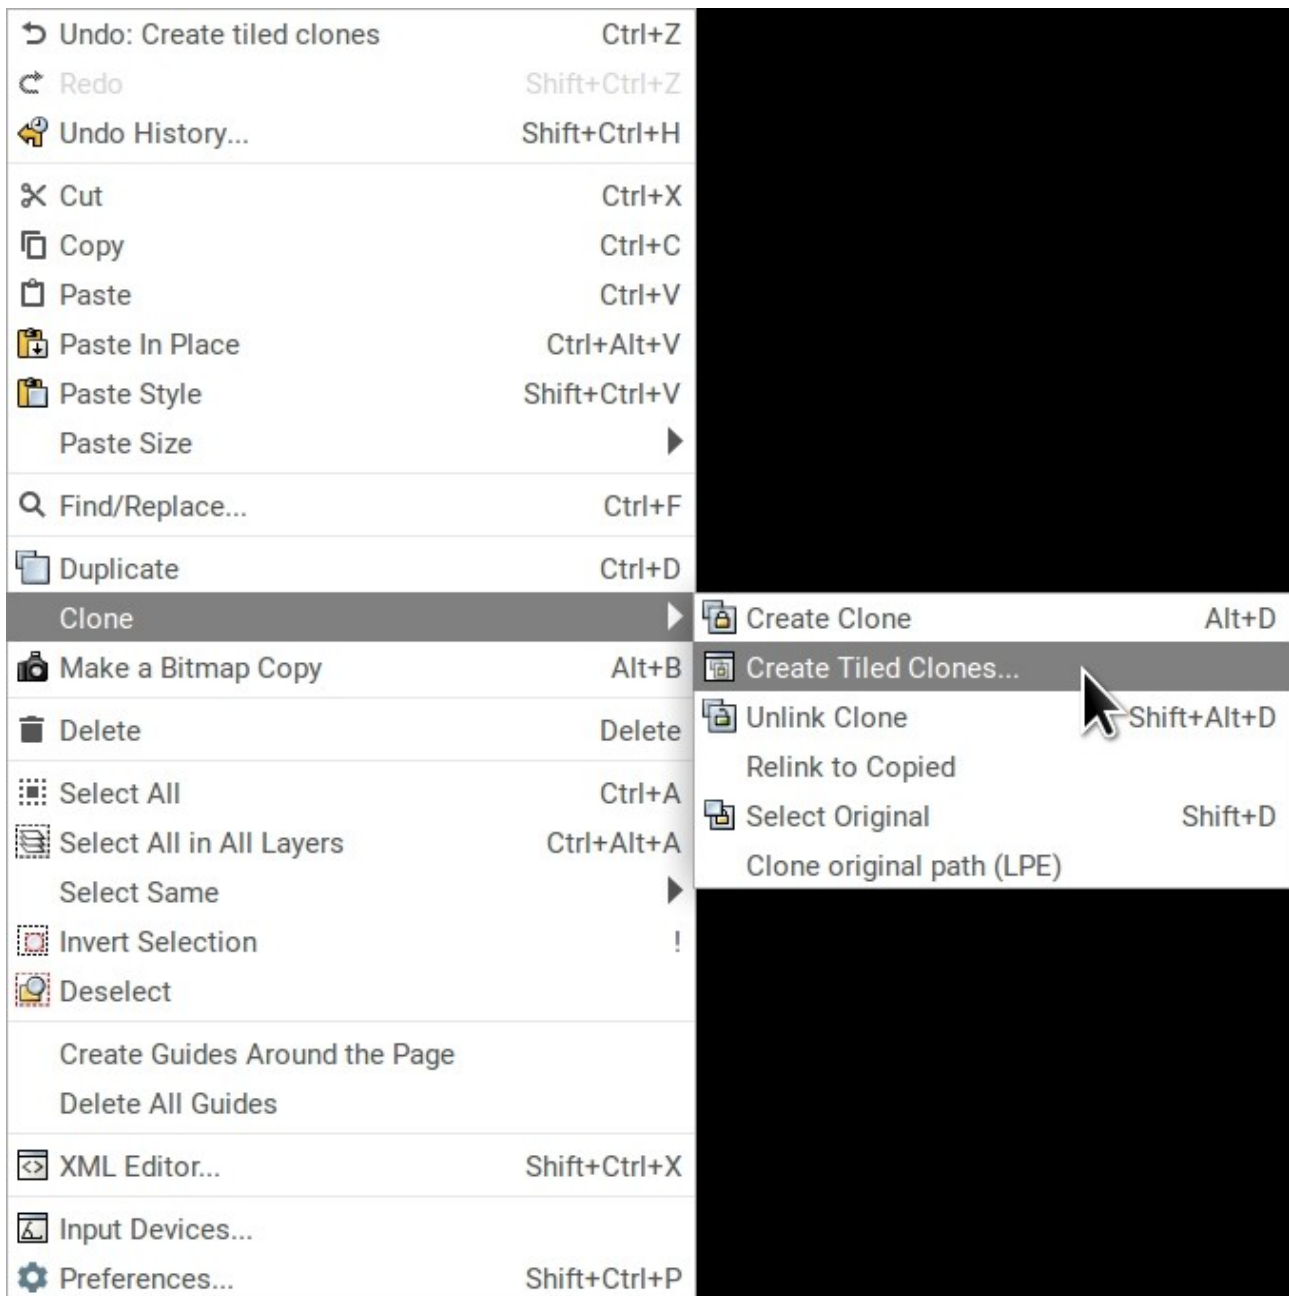 Undo: Create tiled clones Ctrl+Z
Redo Shift+Ctrl+Z
Undo History... Shift+Ctrl+H
Cut Ctrl+X
Copy Ctrl+C
Paste Ctrl+V
Paste In Place Ctrl+Alt+V
Paste Style Shift+Ctrl+V
Paste Size
Find/Replace... Ctrl+F
Duplicate Ctrl+D
Clone
Make a Bitmap Copy Alt+B
Delete Delete
Select All Ctrl+A
Select All in All Layers Ctrl+Alt+A
Select Same
Invert Selection !
Deselect
Create Guides Around the Page
Delete All Guides
XML Editor... Shift+Ctrl+X
Input Devices...
Preferences... Shift+Ctrl+P
Create Clone Alt+D
Create Tiled Clones...
Unlink Clone Shift+Alt+D
Relink to Copied
Select Original Shift+D
Clone original path (LPE)